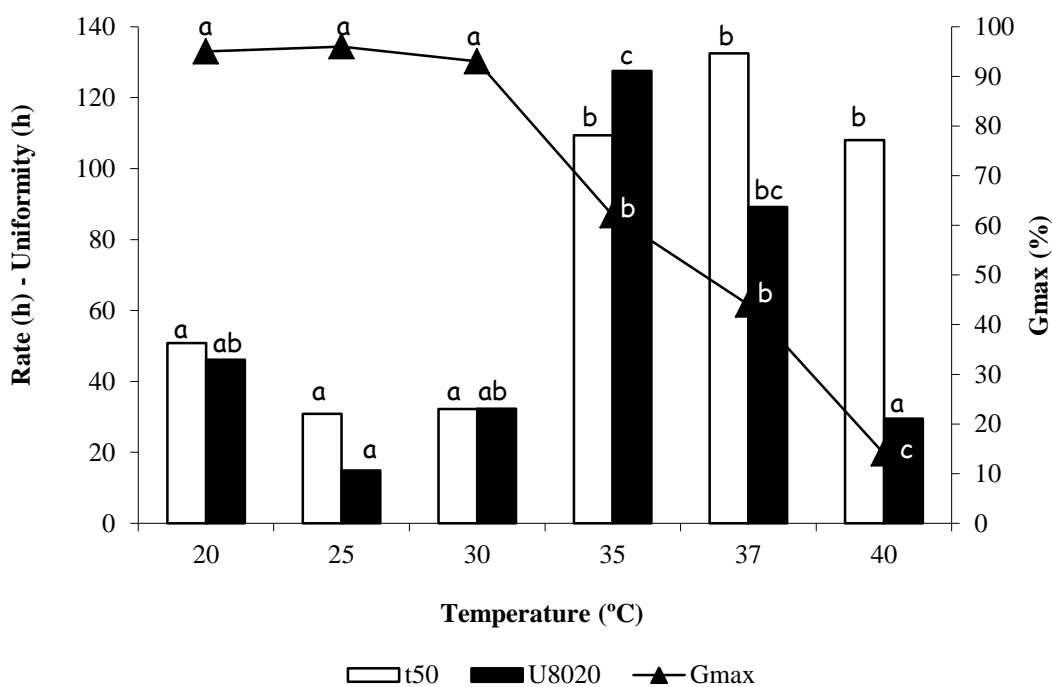 140
120
100
80
60
40
20
0
Rate (h) - Uniformity (h)
100
90
80
70
60
50
40
30
20
10
0
Gmax (%)
a
a
a
b
b
c
a
ab
a
a
a
ab
b
c
b
bc
b
a
20 25 30 35 37 40
Temperature (ºC)
t50 U8020 Gmax